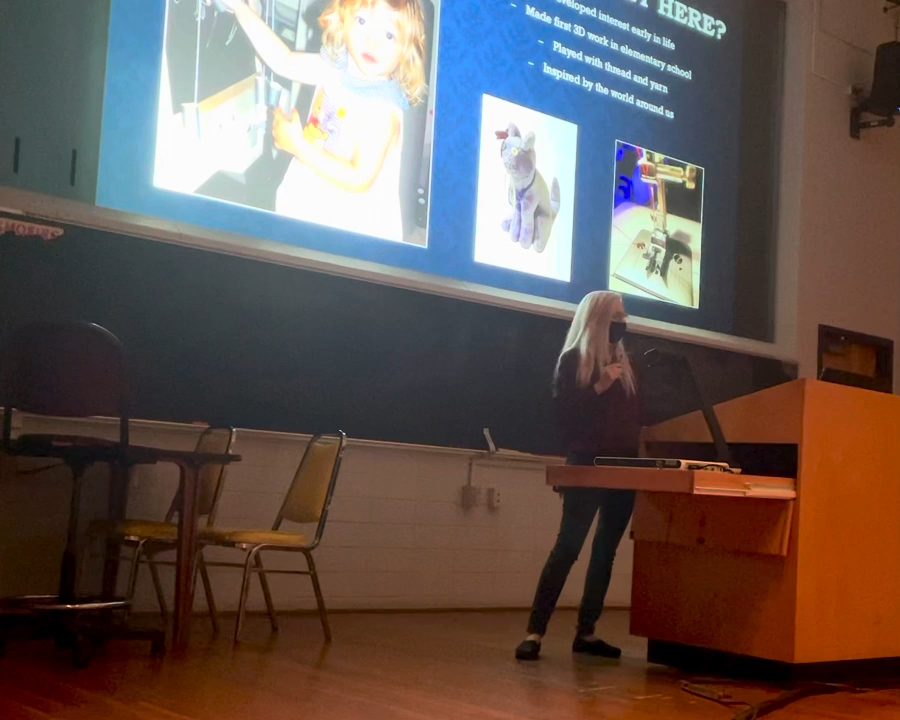 HERE?
eveloped interest early in life
– Made first 3D work in elementary school
– Played with thread and yarn
– Inspired by the world around us